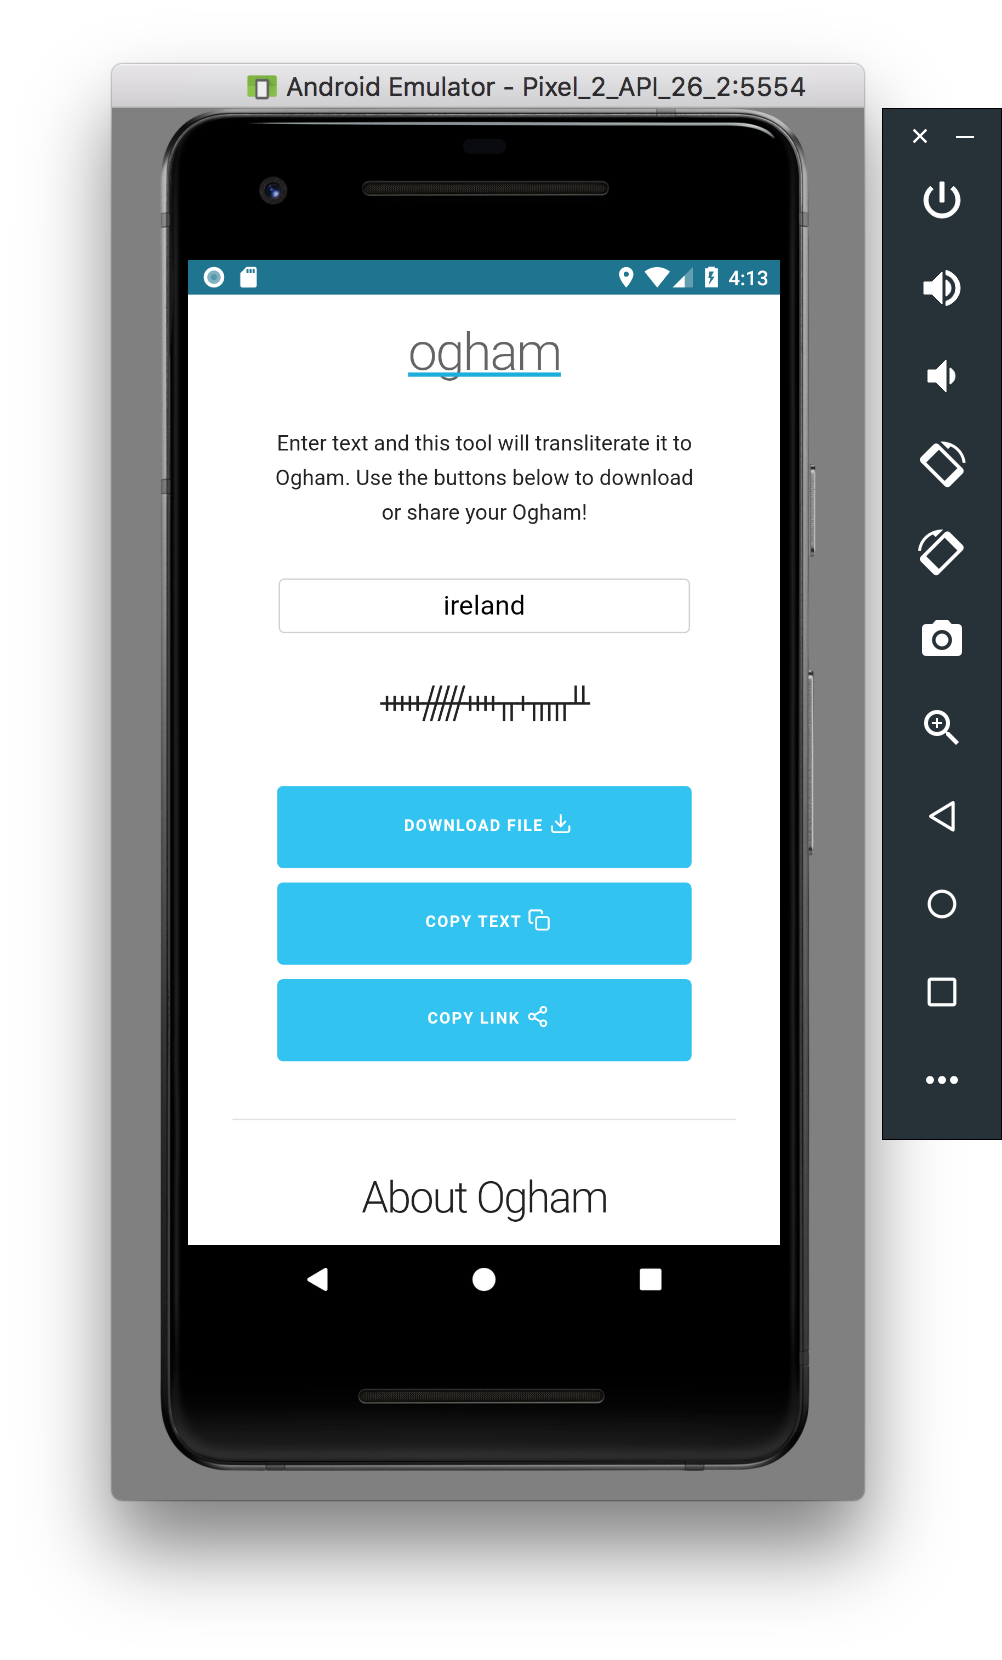 Android Emulator - Pixel_2_API_26_2:5554
4:13
ogham
Enter text and this tool will transliterate it to
Ogham. Use the buttons below to download
or share your Ogham!
ireland
ᚔᚏᚓᚂᚐᚅᚇ
DOWNLOAD FILE
COPY TEXT
COPY LINK
About Ogham